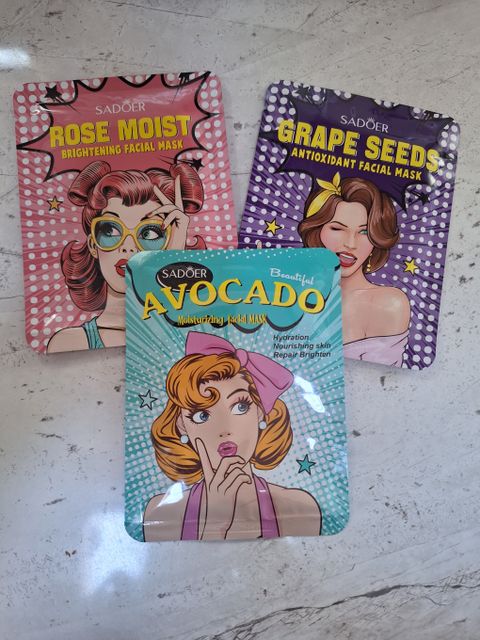 SADOER
ROSE MOIST
BRIGHTENING FACIAL MASK
SADOER
GRAPE SEEDS
ANTIOXIDANT FACIAL MASK
SADOER
Beautiful
AVOCADO
Moisturizing facial MASK
Hydration
Nourishing skin
Repair Brighten